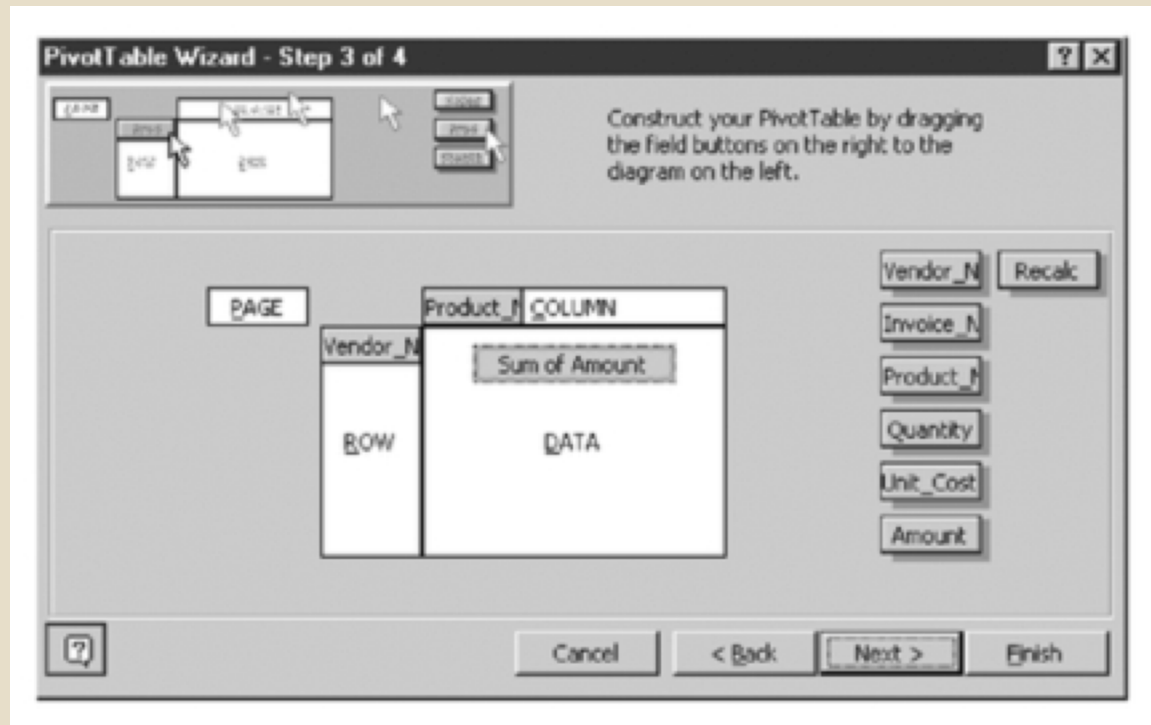 PivotTable Wizard - Step 3 of 4
Construct your PivotTable by dragging
the field buttons on the right to the
diagram on the left.
PAGE
Product_N COLUMN
Vendor_N
Sum of Amount
ROW
DATA
Vendor_N
Recalc
Invoice_N
Product_N
Quantity
Unit_Cost
Amount
Cancel
< Back
Next >
Finish